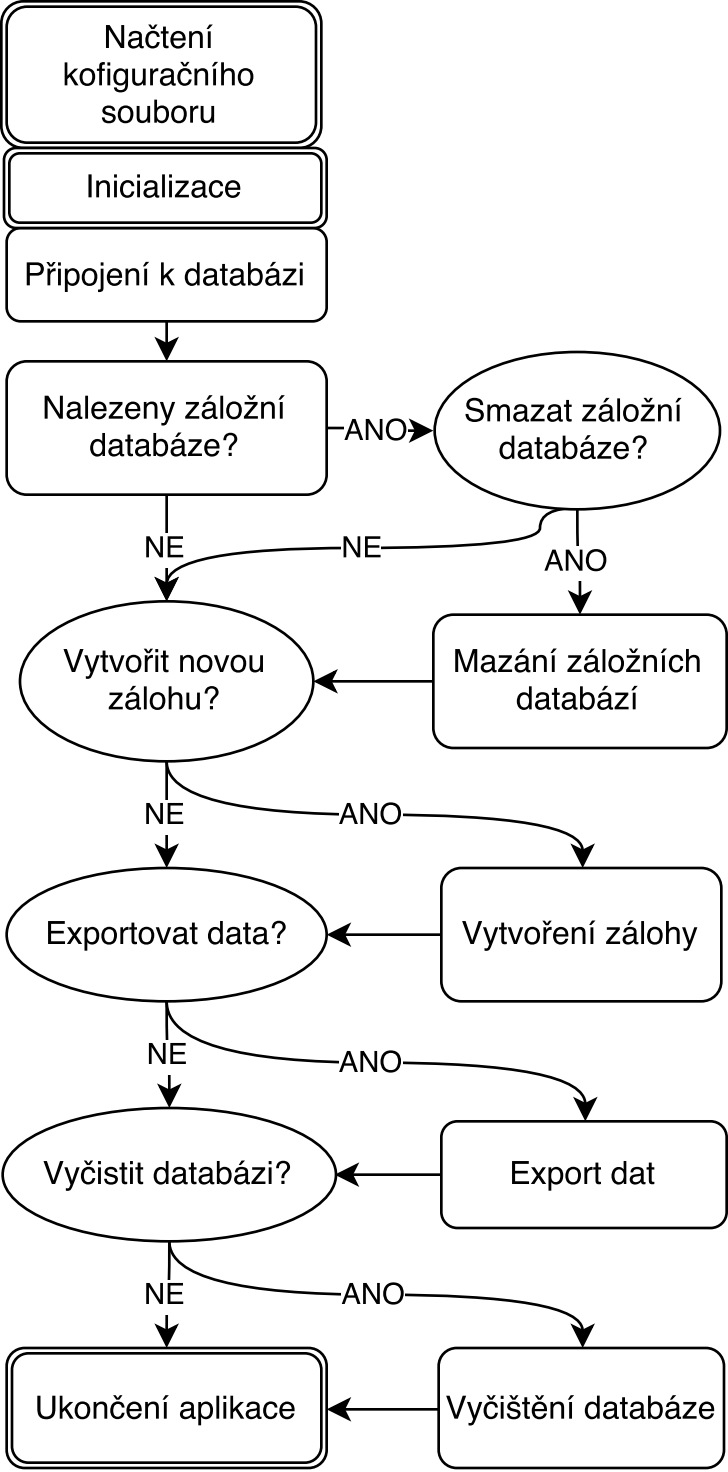 Načtení
kofiguračního
souboru
Inicializace
Připojení k databázi
Nalezeny záložní
databáze?
ANO
Smazat záložní
databáze?
NE
NE
ANO
Vytvořit novou
zálohu?
Mazání záložních
databází
NE
ANO
Exportovat data?
Vytvoření zálohy
NE
ANO
Vyčistit databázi?
Export dat
NE
ANO
Ukončení aplikace
Vyčištění databáze